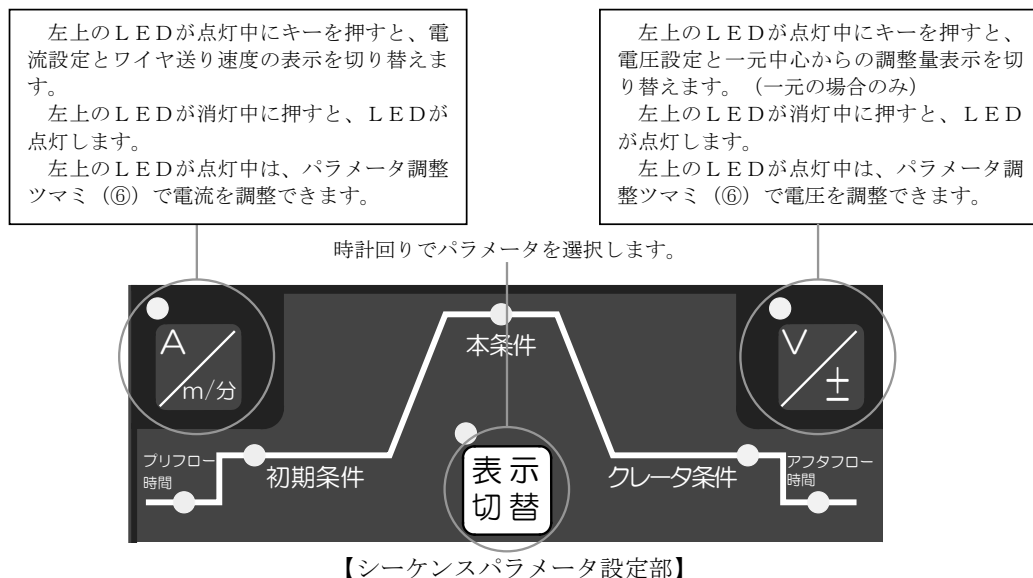 左上のＬＥＤが点灯中にキーを押すと、電
流設定とワイヤ送り速度の表示を切り替えま
す。
左上のＬＥＤが消灯中に押すと、ＬＥＤが
点灯します。
左上のＬＥＤが点灯中は、パラメータ調整
ツマミ（⑥）で電流を調整できます。
左上のＬＥＤが点灯中にキーを押すと、
電圧設定と一元中心からの調整量表示を切
り替えます。（一元の場合のみ）
左上のＬＥＤが消灯中に押すと、ＬＥＤ
が点灯します。
左上のＬＥＤが点灯中は、パラメータ調
整ツマミ（⑥）で電圧を調整できます。
時計回りでパラメータを選択します。
A
m/分
本条件
V
±
プリフロー
時間
初期条件
表示
切替
クレータ条件
アフタフロー
時間
【シーケンスパラメータ設定部】